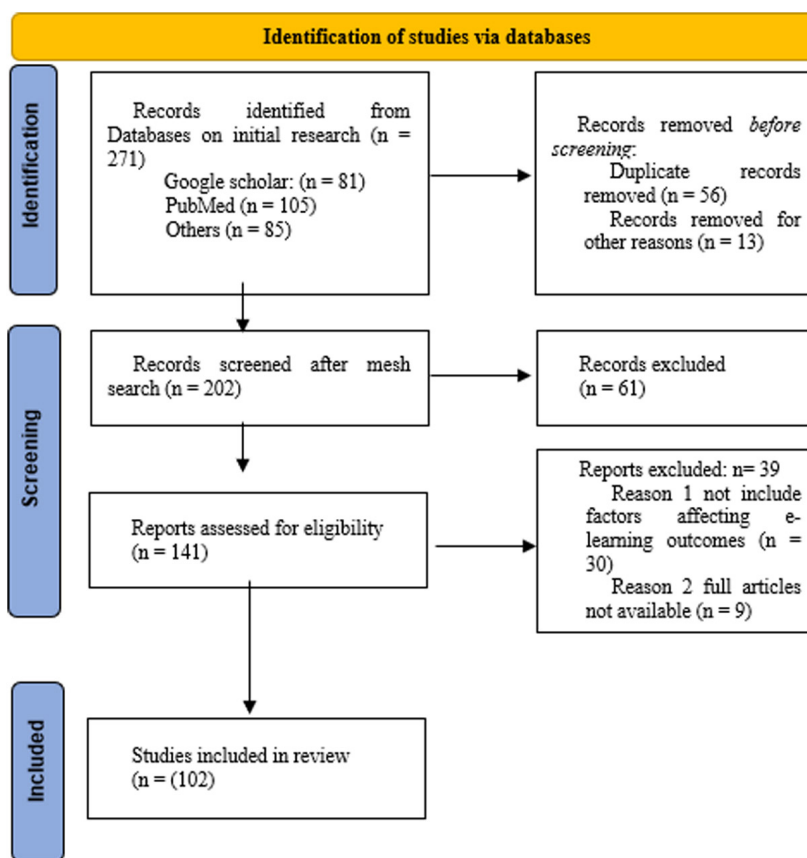 Identification of studies via databases
Identification
Records identified from
Databases on initial research (n =
271)
Google scholar: (n = 81)
PubMed (n = 105)
Others (n = 85)
Records removed before
screening:
Duplicate records
removed (n = 56)
Records removed for
other reasons (n = 13)
Screening
Records screened after mesh
search (n = 202)
Records excluded
(n = 61)
Reports assessed for eligibility
(n = 141)
Reports excluded: n= 39
Reason 1 not include
factors affecting e-
learning outcomes (n =
30)
Reason 2 full articles
not available (n = 9)
Included
Studies included in review
(n = (102)